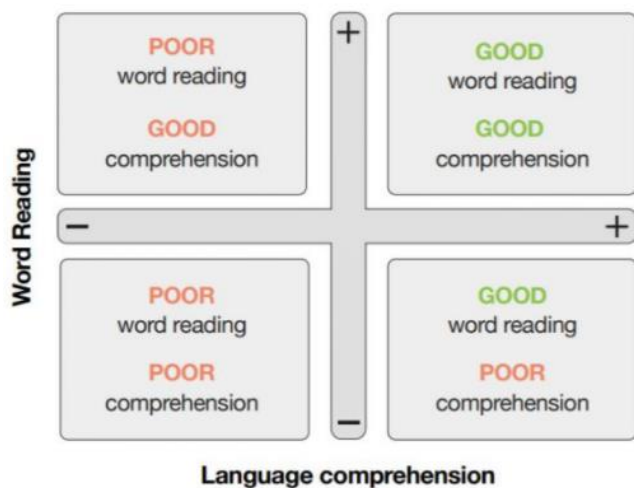 POOR
word reading
GOOD
comprehension
+
GOOD
word reading
GOOD
comprehension
Word Reading
−
+
POOR
word reading
POOR
comprehension
GOOD
word reading
POOR
comprehension
−
Language comprehension